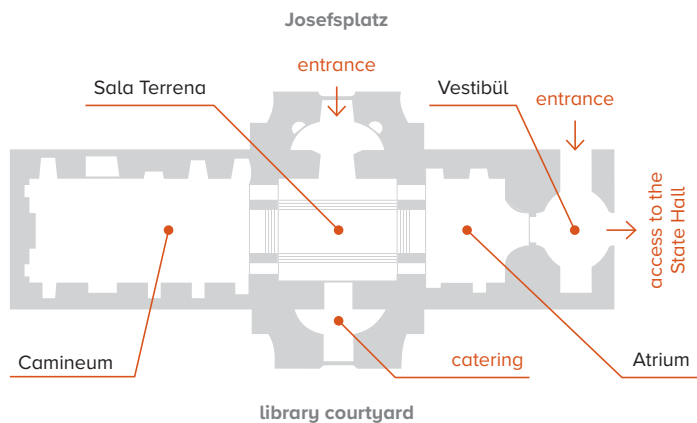 Josefsplatz
entrance
Sala Terrena
Vestibül
entrance
access to the
State Hall
Camineum
catering
Atrium
library courtyard